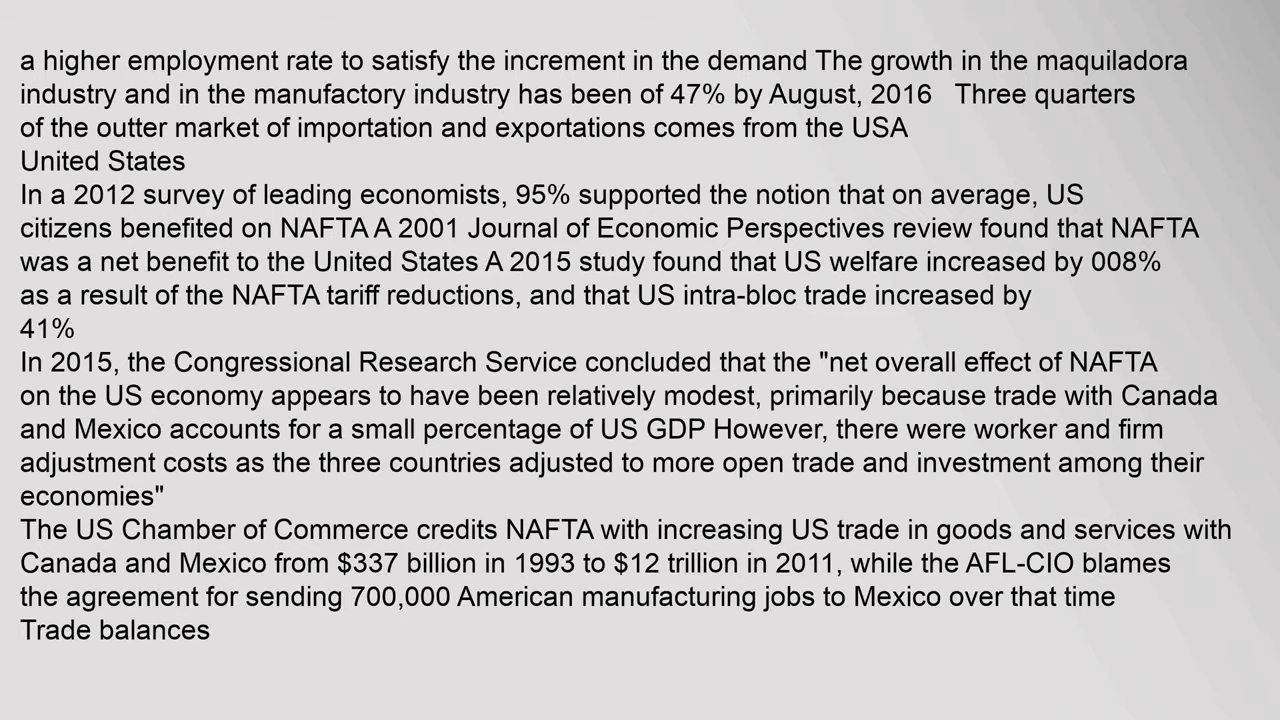 a higher employment rate to satisfy the increment in the demand The growth in the maquiladora
industry and in the manufactory industry has been of 47% by August, 2016   Three quarters
of the outter market of importation and exportations comes from the USA
United States
In a 2012 survey of leading economists, 95% supported the notion that on average, US
citizens benefited on NAFTA A 2001 Journal of Economic Perspectives review found that NAFTA
was a net benefit to the United States A 2015 study found that US welfare increased by 008%
as a result of the NAFTA tariff reductions, and that US intra-bloc trade increased by
41%
In 2015, the Congressional Research Service concluded that the "net overall effect of NAFTA
on the US economy appears to have been relatively modest, primarily because trade with Canada
and Mexico accounts for a small percentage of US GDP However, there were worker and firm
adjustment costs as the three countries adjusted to more open trade and investment among their
economies"
The US Chamber of Commerce credits NAFTA with increasing US trade in goods and services with
Canada and Mexico from $337 billion in 1993 to $12 trillion in 2011, while the AFL-CIO blames
the agreement for sending 700,000 American manufacturing jobs to Mexico over that time
Trade balances